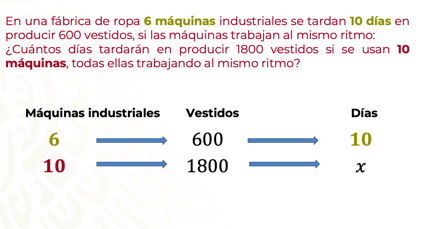 En una fábrica de ropa 6 máquinas industriales se tardan 10 días en
producir 600 vestidos, si las máquinas trabajan al mismo ritmo:
¿Cuántos días tardarán en producir 1800 vestidos si se usan 10
máquinas, todas ellas trabajando al mismo ritmo?
Máquinas industriales Vestidos Días
6 600 10
10 1800 x